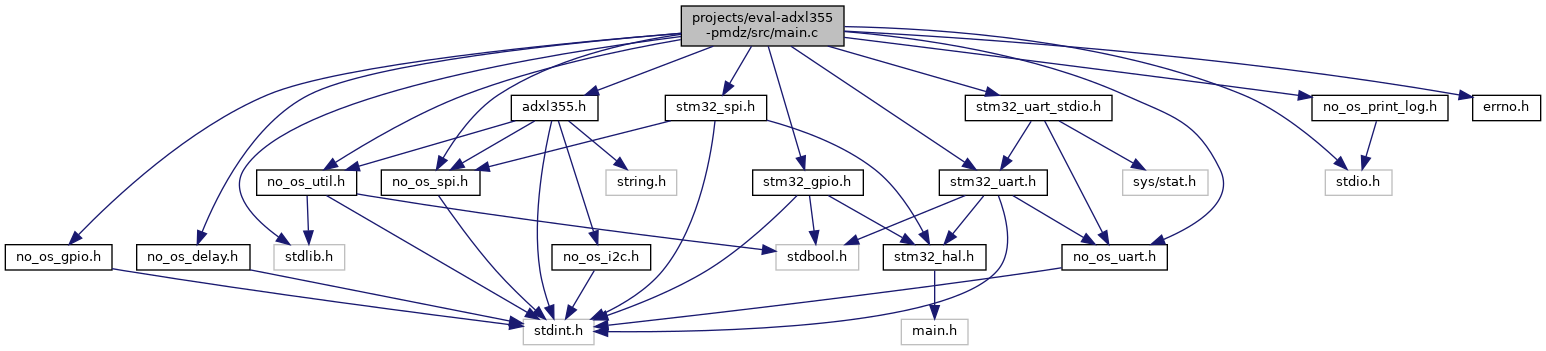 projects/eval-adxl355
-pmdz/src/main.c
adxl355.h
stm32_spi.h
stm32_uart_stdio.h
no_os_print_log.h
errno.h
no_os_util.h
no_os_spi.h
string.h
stm32_gpio.h
stm32_uart.h
sys/stat.h
stdio.h
no_os_gpio.h
no_os_delay.h
stdlib.h
no_os_i2c.h
stdbool.h
stm32_hal.h
no_os_uart.h
stdint.h
main.h